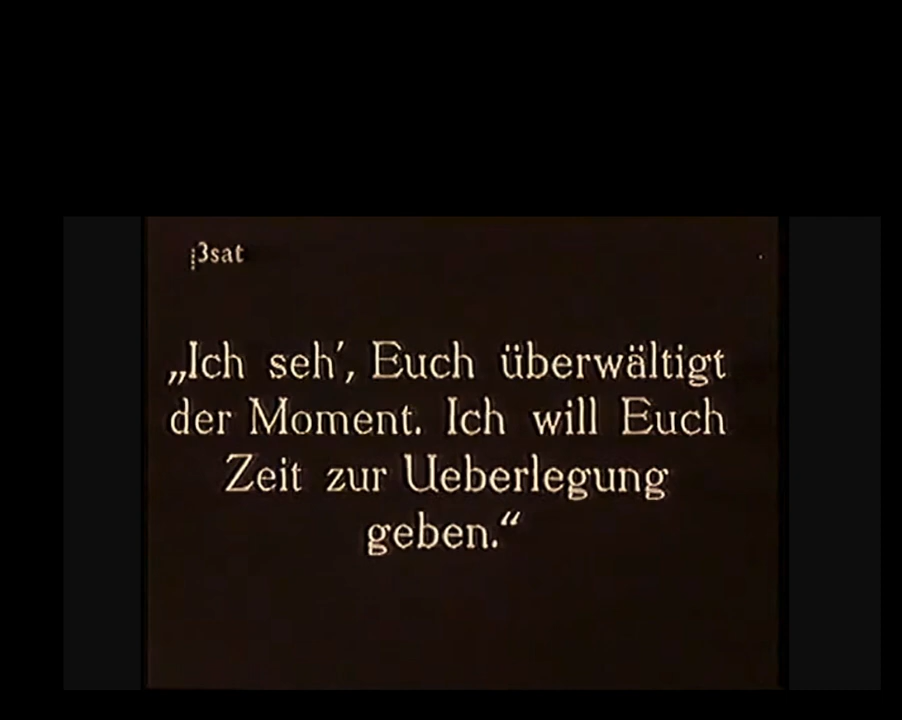 3sat
„Ich seh’, Euch überwältigt
der Moment. Ich will Euch
Zeit zur Ueberlegung
geben.“